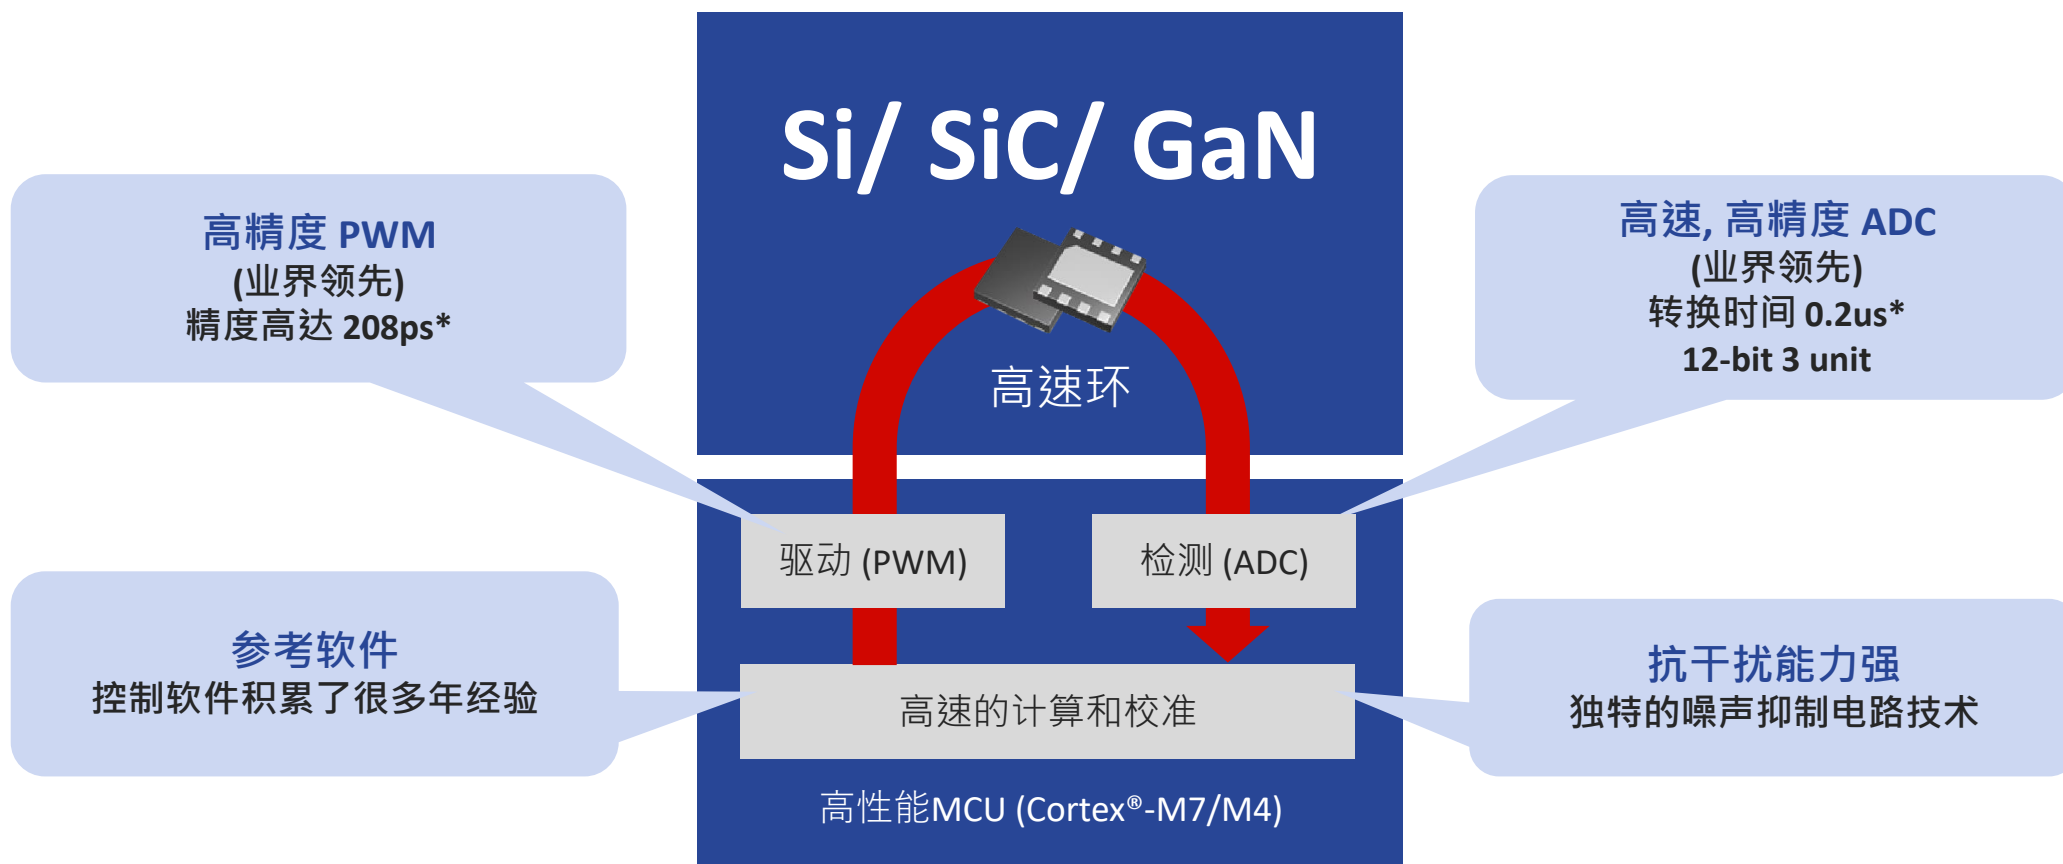 Si/ SiC/ GaN
高精度 PWM
(业界领先)
精度高达 208ps*
高速, 高精度 ADC
(业界领先)
转换时间 0.2us*
12-bit 3 unit
高速环
驱动 (PWM)
检测 (ADC)
参考软件
控制软件积累了很多年经验
抗干扰能力强
独特的噪声抑制电路技术
高速的计算和校准
高性能MCU (Cortex®-M7/M4)